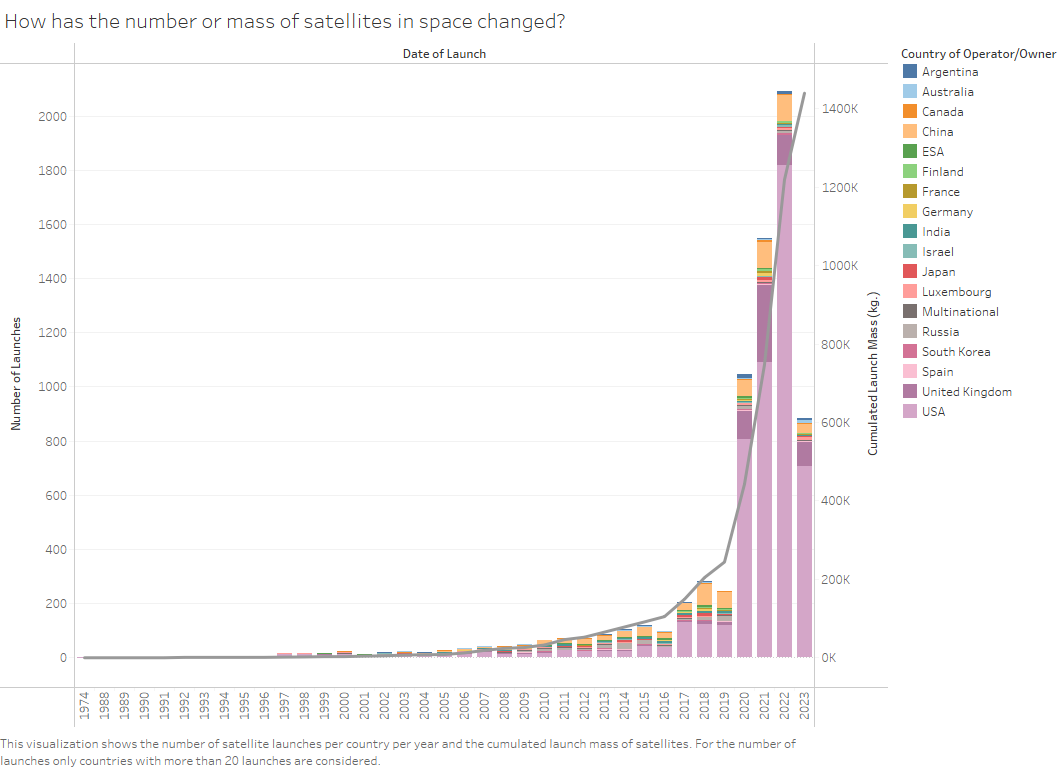 How has the number or mass of satellites in space changed?
Date of Launch
Number of Launches
2000
1800
1600
1400
1200
1000
800
600
400
200
0
1400K
1200K
1000K
800K
600K
400K
200K
0K
Cumulated Launch Mass (kg.)
1974
1988
1989
1990
1991
1992
1993
1994
1995
1996
1997
1998
1999
2000
2001
2002
2003
2004
2005
2006
2007
2008
2009
2010
2011
2012
2013
2014
2015
2016
2017
2018
2019
2020
2021
2022
2023
Country of Operator/Owner
Argentina
Australia
Canada
China
ESA
Finland
France
Germany
India
Israel
Japan
Luxembourg
Multinational
Russia
South Korea
Spain
United Kingdom
USA
This visualization shows the number of satellite launches per country per year and the cumulated launch mass of satellites. For the number of
launches only countries with more than 20 launches are considered.